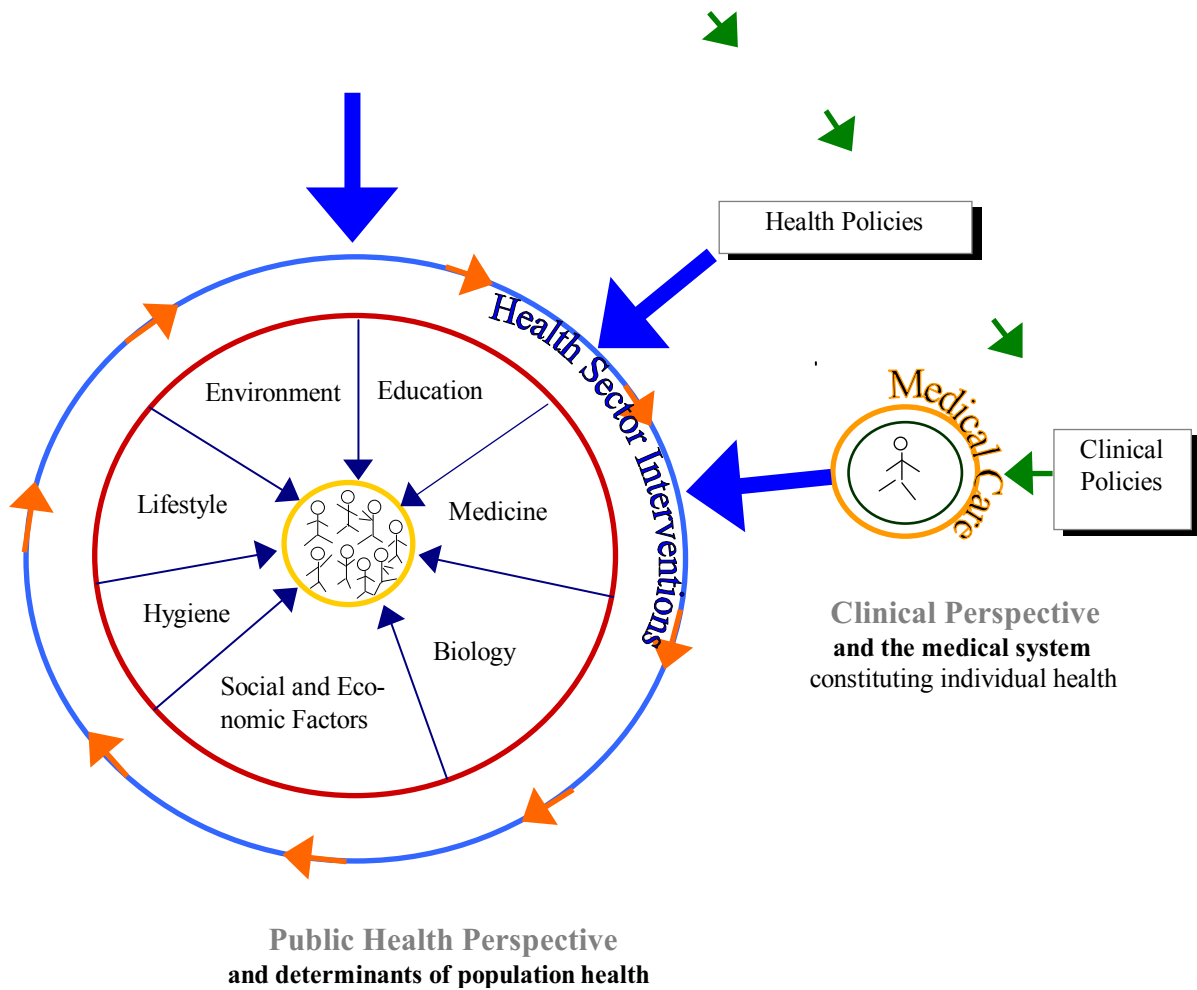 Health Policies
Health Sector Interventions
Environment
Education
Medical Care
Clinical
Policies
Lifestyle
Medicine
Hygiene
Biology
Social and Eco-
nomic Factors
Clinical Perspective
and the medical system
constituting individual health
Public Health Perspective
and determinants of population health